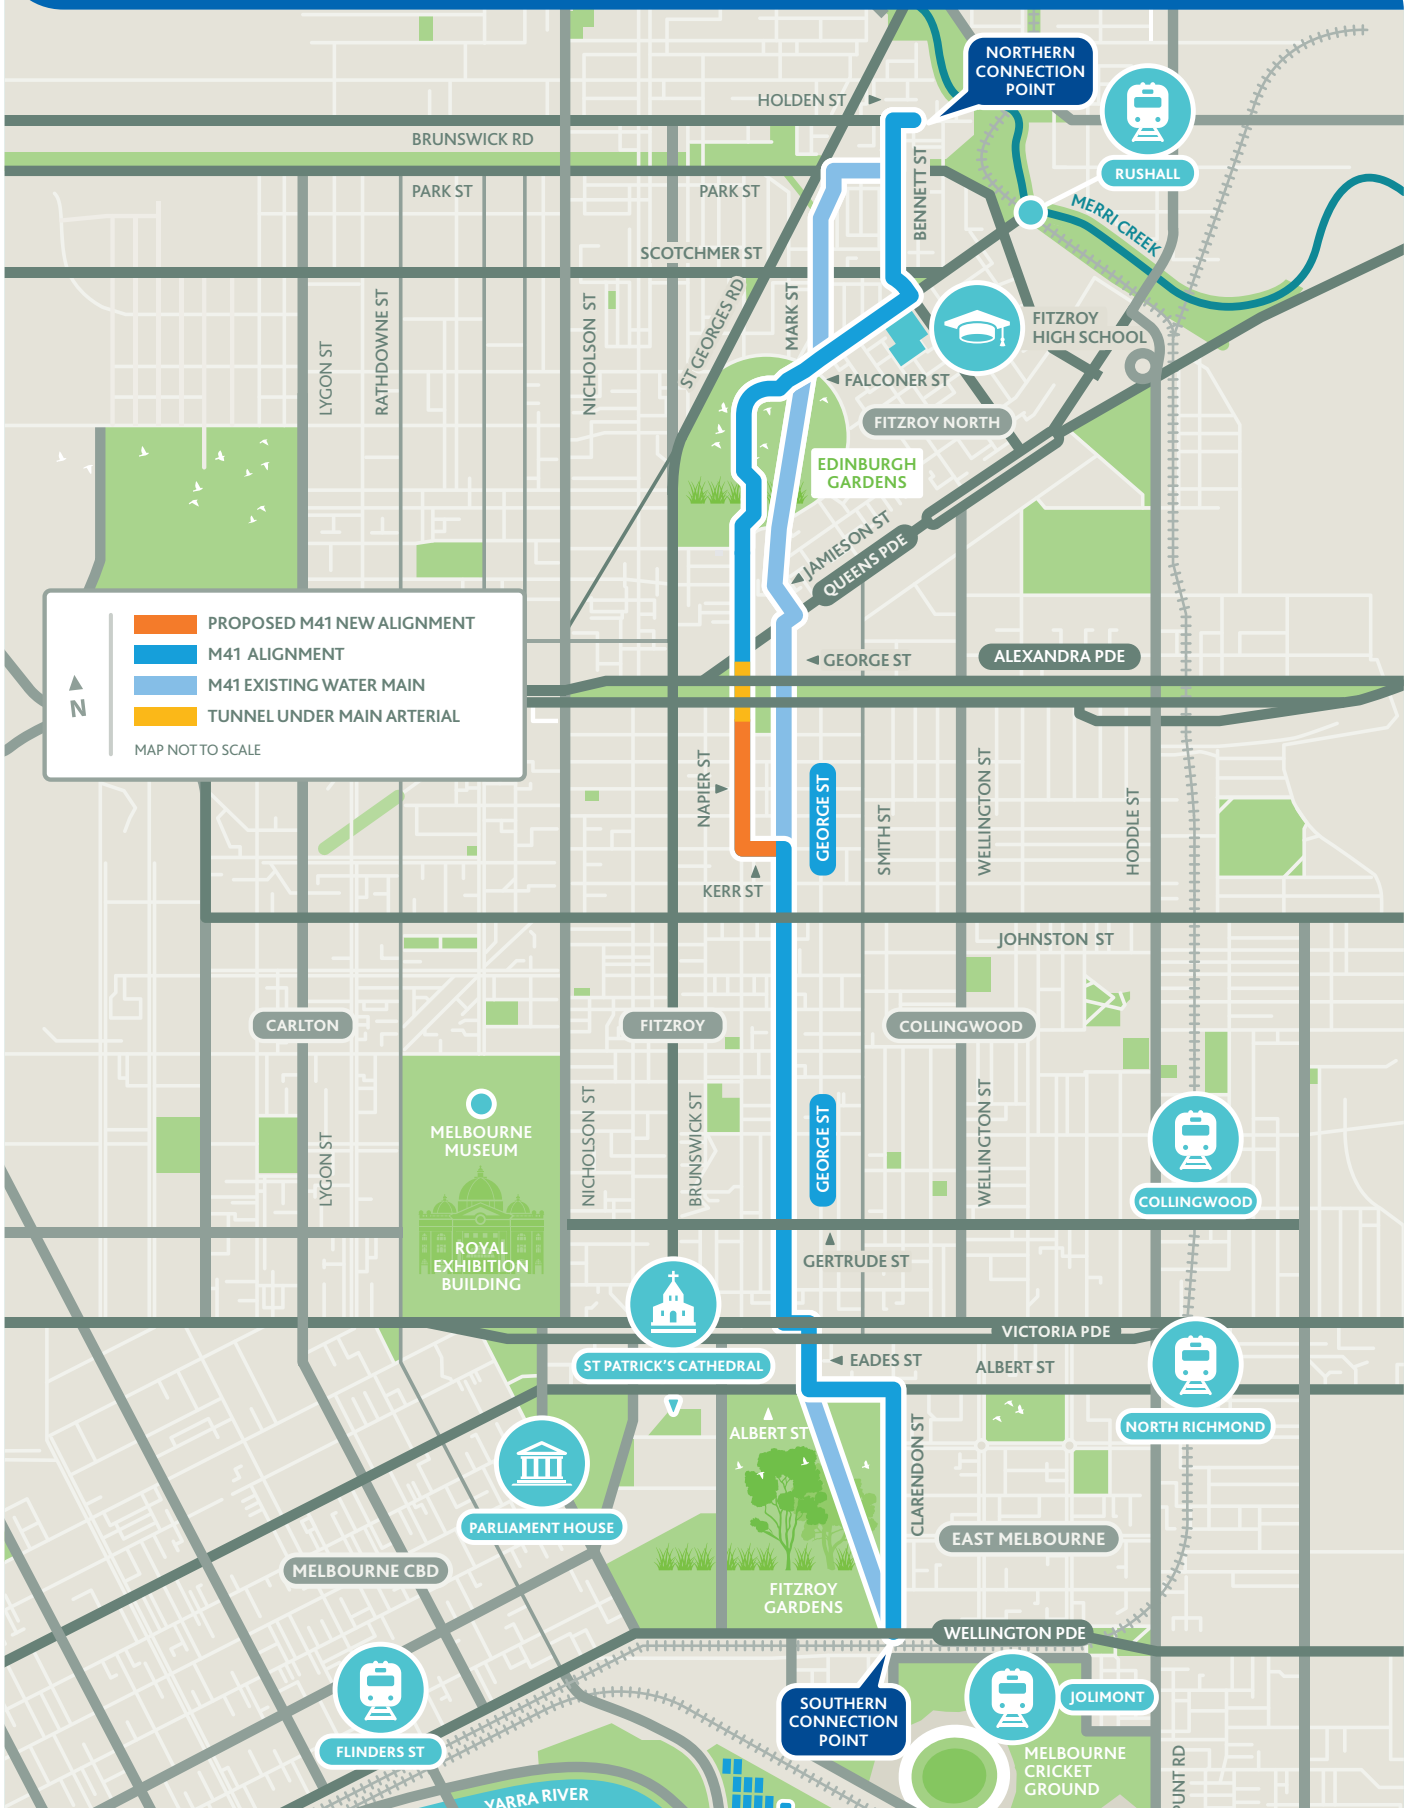 NORTHERN
CONNECTION
POINT
HOLDEN ST
BRUNSWICK RD
RUSHALL
PARK ST
PARK ST
BENNETT ST
MERRI CREEK
SCOTCHMER ST
ST GEORGES RD
MARK ST
NICHOLSON ST
RATHDOWNE ST
LYGON ST
FITZROY
HIGH SCHOOL
FALCONER ST
FITZROY NORTH
EDINBURGH
GARDENS
JAMIESON ST
QUEENS PDE
PROPOSED M41 NEW ALIGNMENT
M41 ALIGNMENT
M41 EXISTING WATER MAIN
TUNNEL UNDER MAIN ARTERIAL
MAP NOT TO SCALE
N
GEORGE ST
ALEXANDRA PDE
NAPIER ST
GEORGE ST
SMITH ST
WELLINGTON ST
HODDLE ST
KERR ST
JOHNSTON ST
CARLTON
FITZROY
COLLINGWOOD
MELBOURNE
MUSEUM
LYGON ST
NICHOLSON ST
BRUNSWICK ST
GEORGE ST
WELLINGTON ST
COLLINGWOOD
ROYAL
EXHIBITION
BUILDING
GERTRUDE ST
VICTORIA PDE
ST PATRICK'S CATHEDRAL
EADES ST
ALBERT ST
NORTH RICHMOND
ALBERT ST
CLARENDON ST
PARLIAMENT HOUSE
EAST MELBOURNE
MELBOURNE CBD
FITZROY
GARDENS
WELLINGTON PDE
SOUTHERN
CONNECTION
POINT
JOLIMONT
FLINDERS ST
MELBOURNE
CRICKET
GROUND
PUNT RD
YARRA RIVER